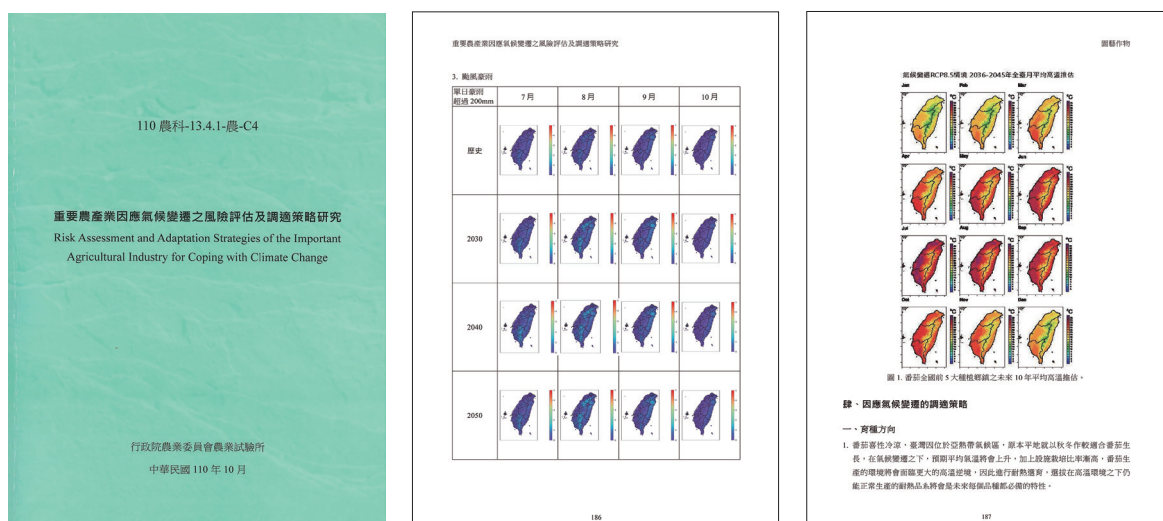 110 農科-13.4.1-農-C4
重要農產業因應氣候變遷之風險評估及調適策略研究
Risk Assessment and Adaptation Strategies of the Important
Agricultural Industry for Coping with Climate Change
行政院農業委員會農業試驗所
中華民國 110 年 10 月
重要農產業因應氣候變遷之風險評估及調適策略研究
3. 颱風豪雨
單日豪雨
超過 200mm
7 月
8 月
9 月
10 月
歷史
2030
2040
2050
186
園藝作物
氣候變遷RCP8.5情境 2036-2045年全臺月平均高溫推估
Jan
Feb
Mar
Apr
May
Jun
Jul
Aug
Sep
Oct
Nov
Dec
圖 1. 番茄全國前 5 大種植鄉鎮之未來 10 年平均高溫推估。
肆、因應氣候變遷的調適策略
一、育種方向
1. 番茄喜性冷涼，臺灣因位於亞熱帶氣候區，原本平地就以秋冬作較適合番茄生
長，在氣候變遷之下，預期平均氣溫將會上升，加上設施栽培比率漸高，番茄生
產的環境將會面臨更大的高溫逆境，因此進行耐熱選育，選拔在高溫環境之下仍
能正常生產的耐熱品系將會是未來每個品種都必備的特性。
187